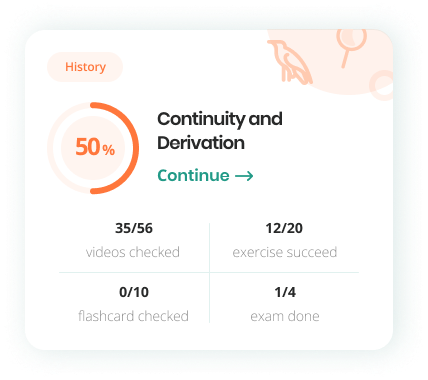 History
50%
Continuity and
Derivation
Continue →
35/56
videos checked
12/20
exercise succeed
0/10
flashcard checked
1/4
exam done